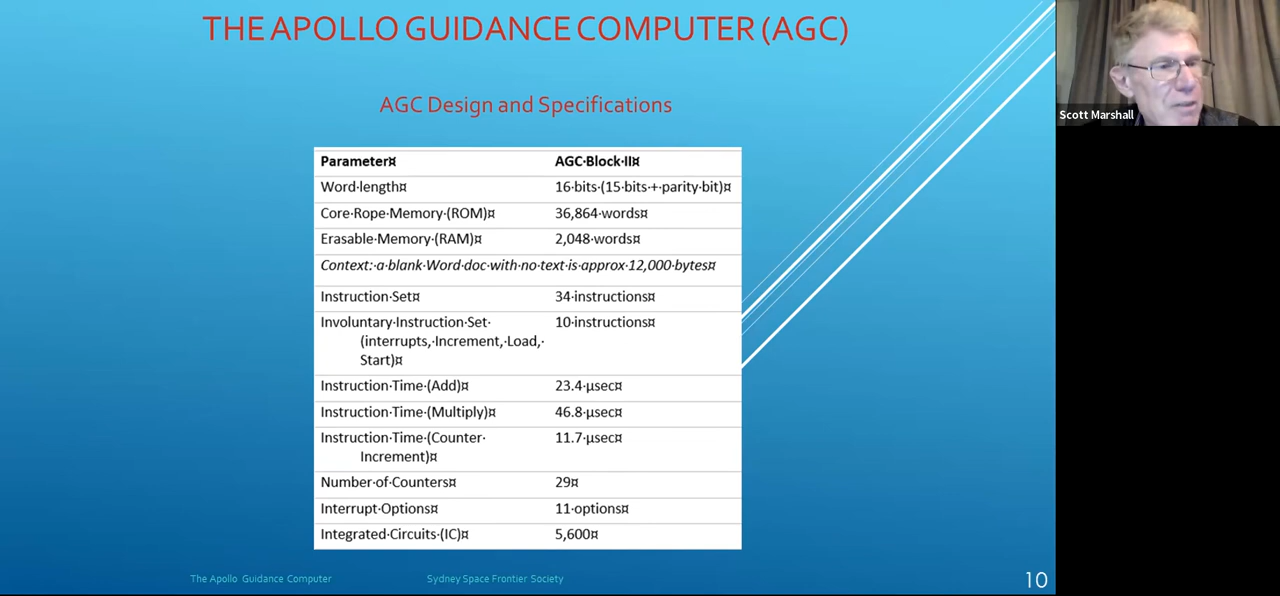 THE APOLLO GUIDANCE COMPUTER (AGC)
AGC Design and Specifications
Parameter¤ AGC·Block·II¤
Word·length¤ 16·bits·(15·bits·+·parity·bit)¤
Core·Rope·Memory·(ROM)¤ 36,864·words¤
Erasable·Memory·(RAM)¤ 2,048·words¤
Context:·a·blank·Word·doc·with·no·text·is·approx·12,000·bytes¤
Instruction·Set¤ 34·instructions¤
Involuntary·Instruction·Set· 10·instructions¤
(interrupts,·Increment,·Load,·
Start)¤
Instruction·Time·(Add)¤ 23.4·µsec¤
Instruction·Time·(Multiply)¤ 46.8·µsec¤
Instruction·Time·(Counter· 11.7·µsec¤
Increment)¤
Number·of·Counters¤ 29¤
Interrupt·Options¤ 11·options¤
Integrated·Circuits·(IC)¤ 5,600¤
The Apollo Guidance Computer Sydney Space Frontier Society 10
Scott Marshall